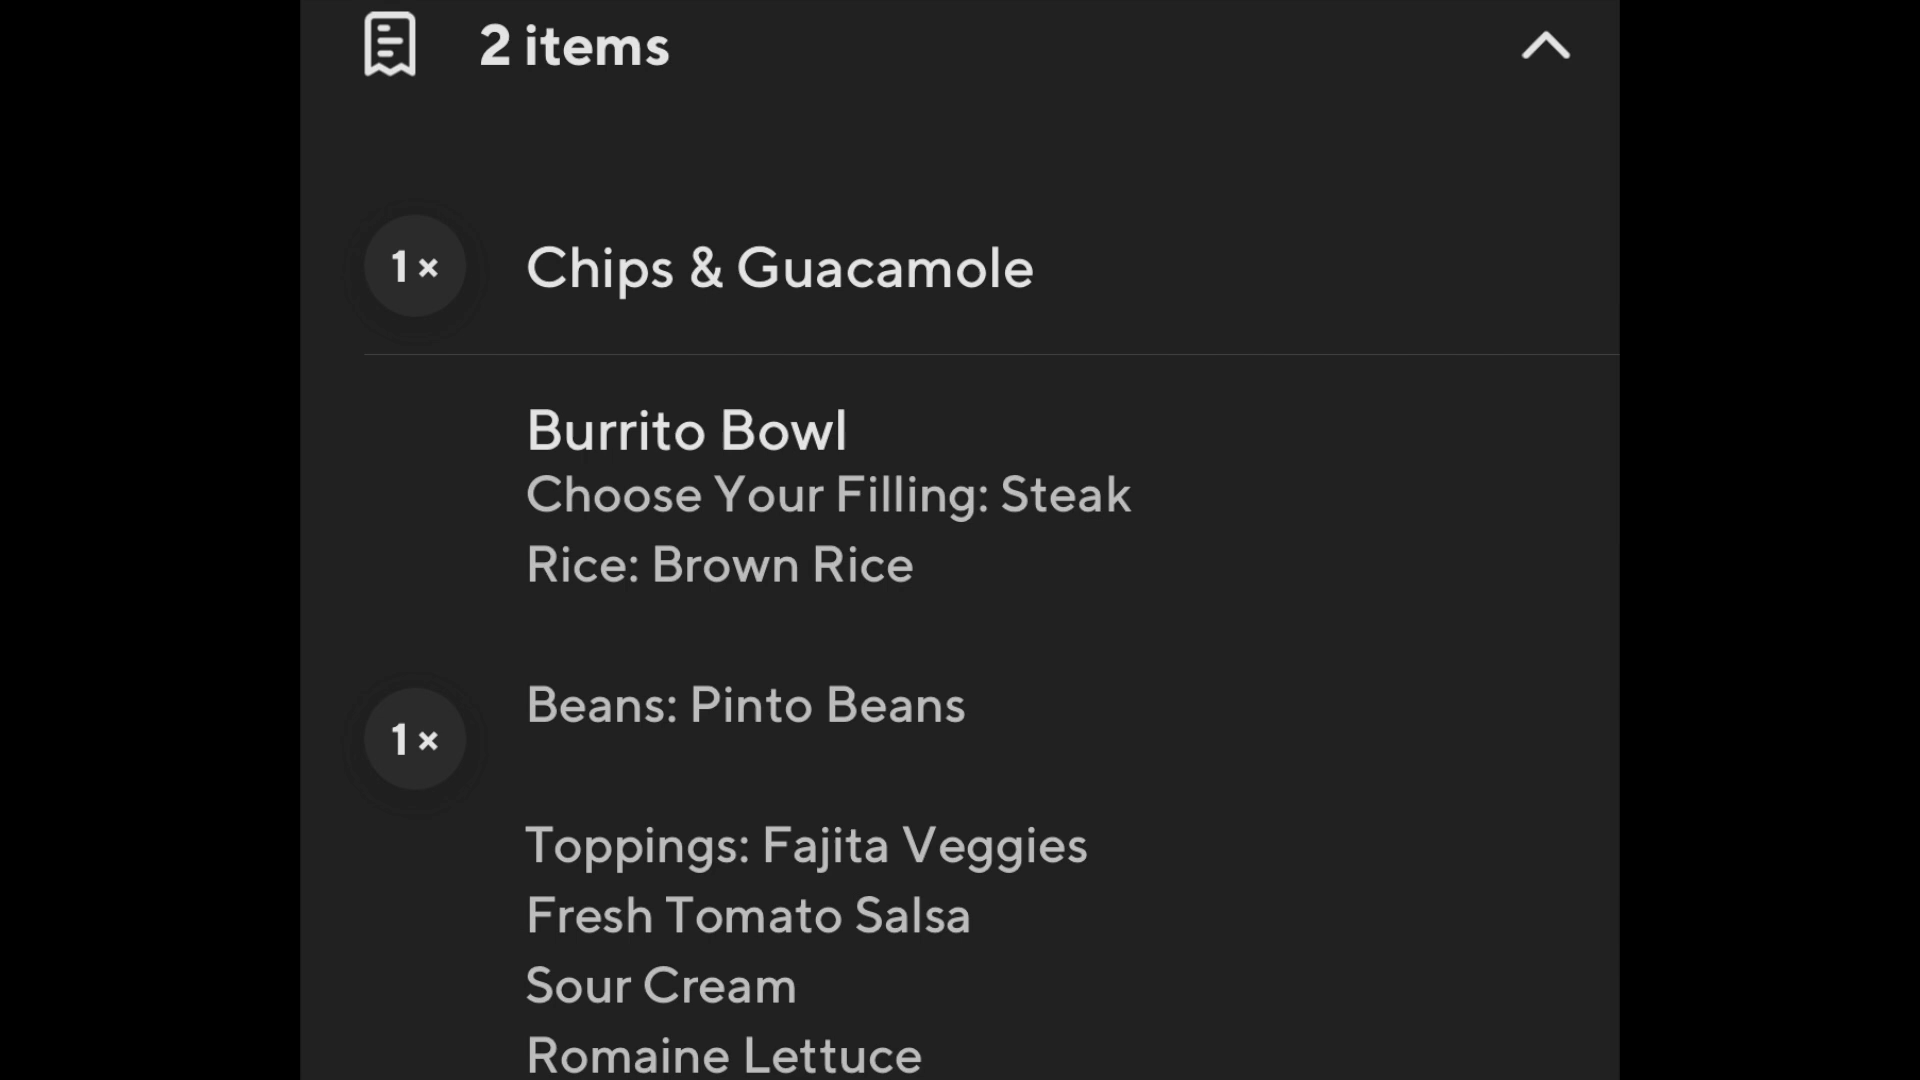 2 items
1 × Chips & Guacamole
Burrito Bowl
Choose Your Filling: Steak
Rice: Brown Rice
Beans: Pinto Beans
1 ×
Toppings: Fajita Veggies
Fresh Tomato Salsa
Sour Cream
Romaine Lettuce